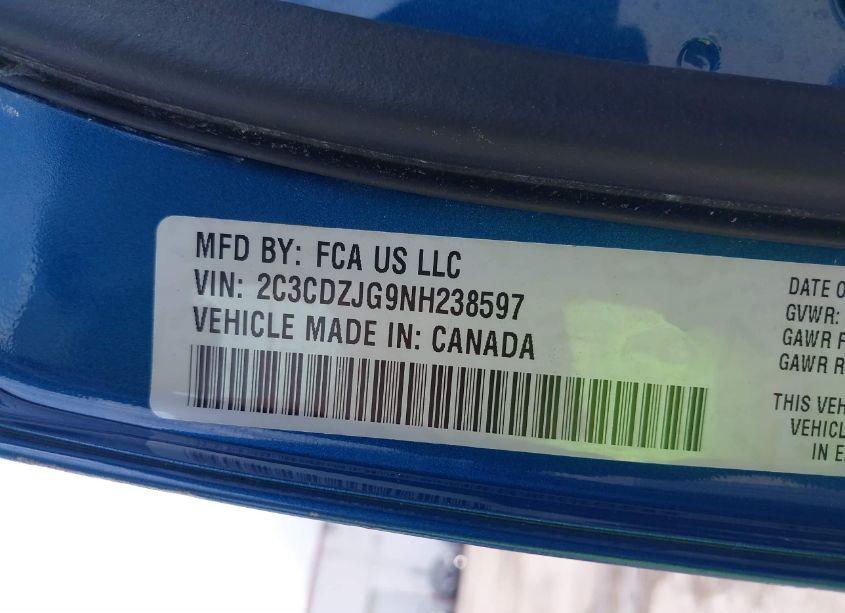 MFD BY: FCA US LLC
VIN: 2C3CDZJG9NH238597
VEHICLE MADE IN: CANADA
DATE O
GVWR:
GAWR F
GAWR R
THIS VEH
VEHICL
IN E